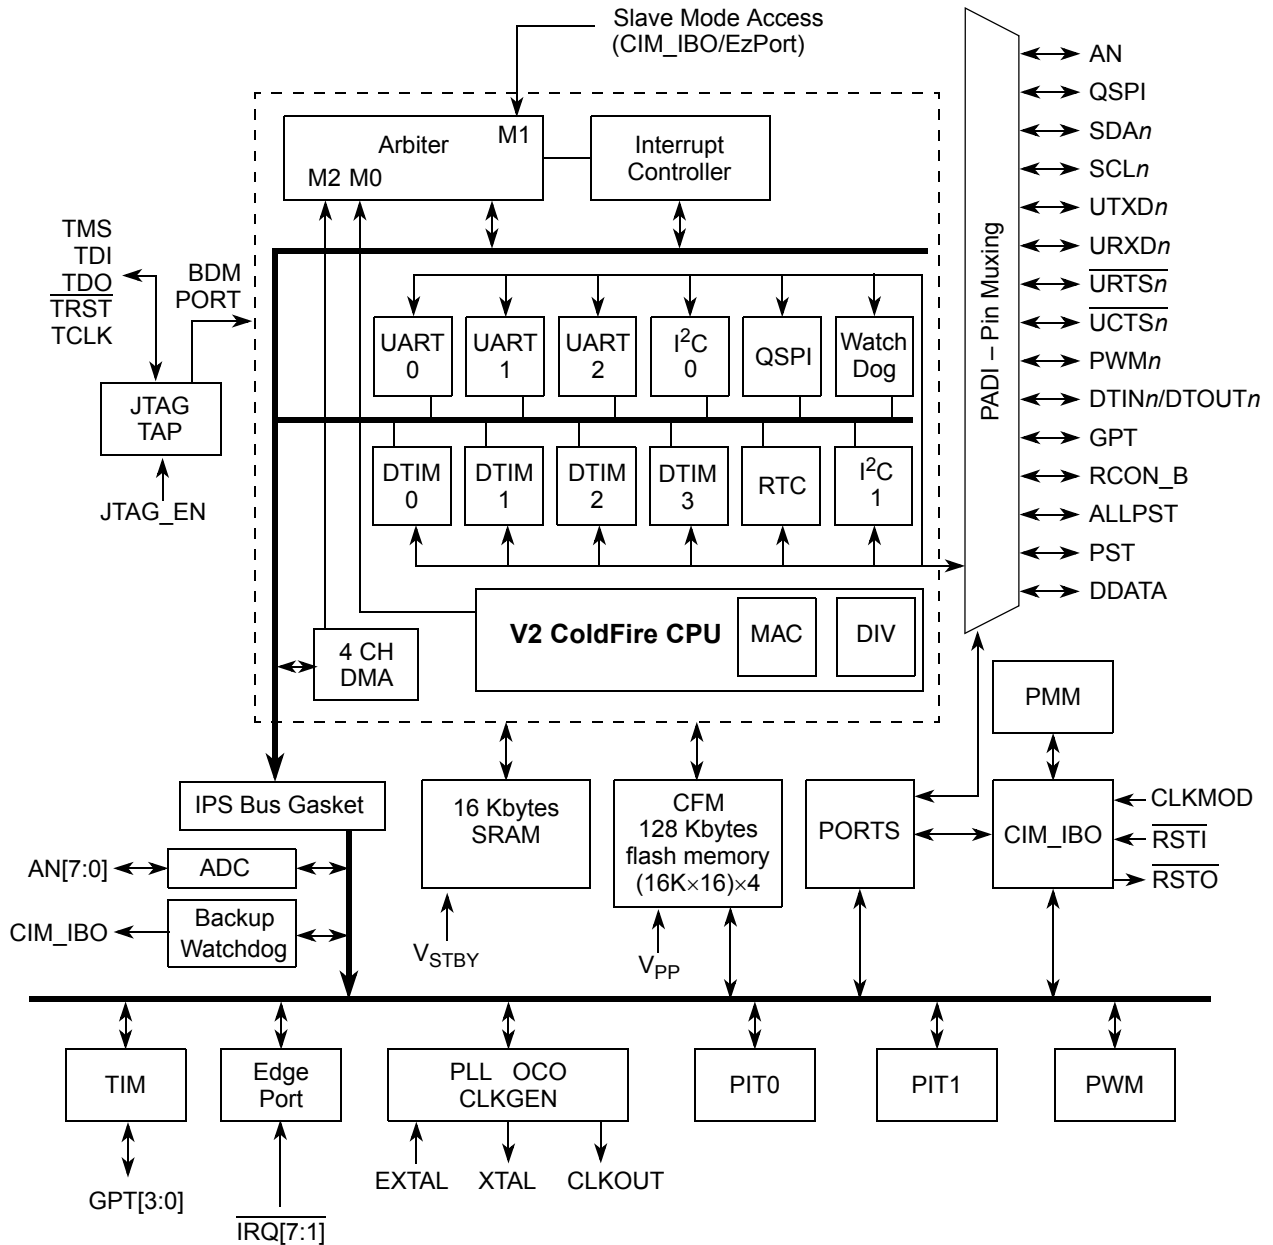 Slave Mode Access
(CIM_IBO/EzPort)
Arbiter
M1
M2 M0
Interrupt
Controller
TMS
TDI
TDO
TRST
TCLK
BDM
PORT
JTAG
TAP
JTAG_EN
UART
0
UART
1
UART
2
I²C
0
QSPI
Watch
Dog
DTIM
0
DTIM
1
DTIM
2
DTIM
3
RTC
I²C
1
V2 ColdFire CPU
MAC
DIV
4 CH
DMA
PADI – Pin Muxing
AN
QSPI
SDAn
SCLn
UTXDn
URXDn
URTSn
UCTSn
PWMn
DTINn/DTOUTn
GPT
RCON_B
ALLPST
PST
DDATA
PMM
IPS Bus Gasket
16 Kbytes
SRAM
CFM
128 Kbytes
flash memory
(16K×16)×4
PORTS
CIM_IBO
CLKMOD
RSTI
RSTO
AN[7:0]
ADC
CIM_IBO
Backup
Watchdog
VSTBY
VPP
TIM
Edge
Port
PLL OCO
CLKGEN
PIT0
PIT1
PWM
GPT[3:0]
IRQ[7:1]
EXTAL
XTAL
CLKOUT